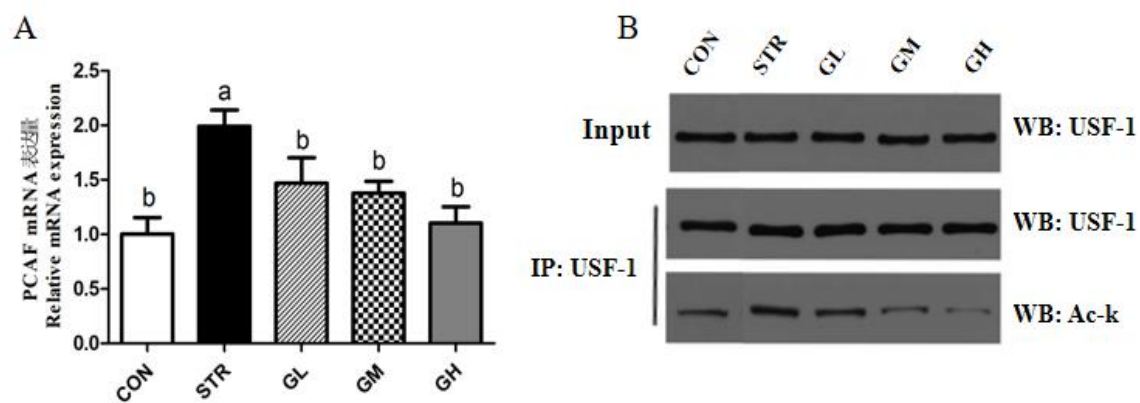 A
PCAF mRNA 表达量
Relative mRNA expression
2.5
2.0
1.5
1.0
0.5
0.0
b
a
b
b
b
CON
STR
GL
GM
GH
B
CON
STR
GL
GM
GH
Input
WB: USF-1
IP: USF-1
WB: USF-1
WB: Ac-k